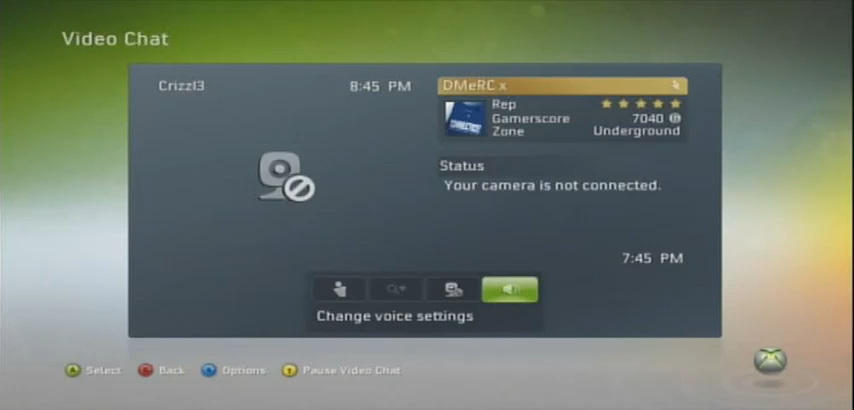 Video Chat
Crizzl3
8:45 PM
DMeRC x
Rep
Gamerscore 7040 G
Zone Underground
Status
Your camera is not connected.
7:45 PM
Change voice settings
A Select B Back Options Y Pause Video Chat